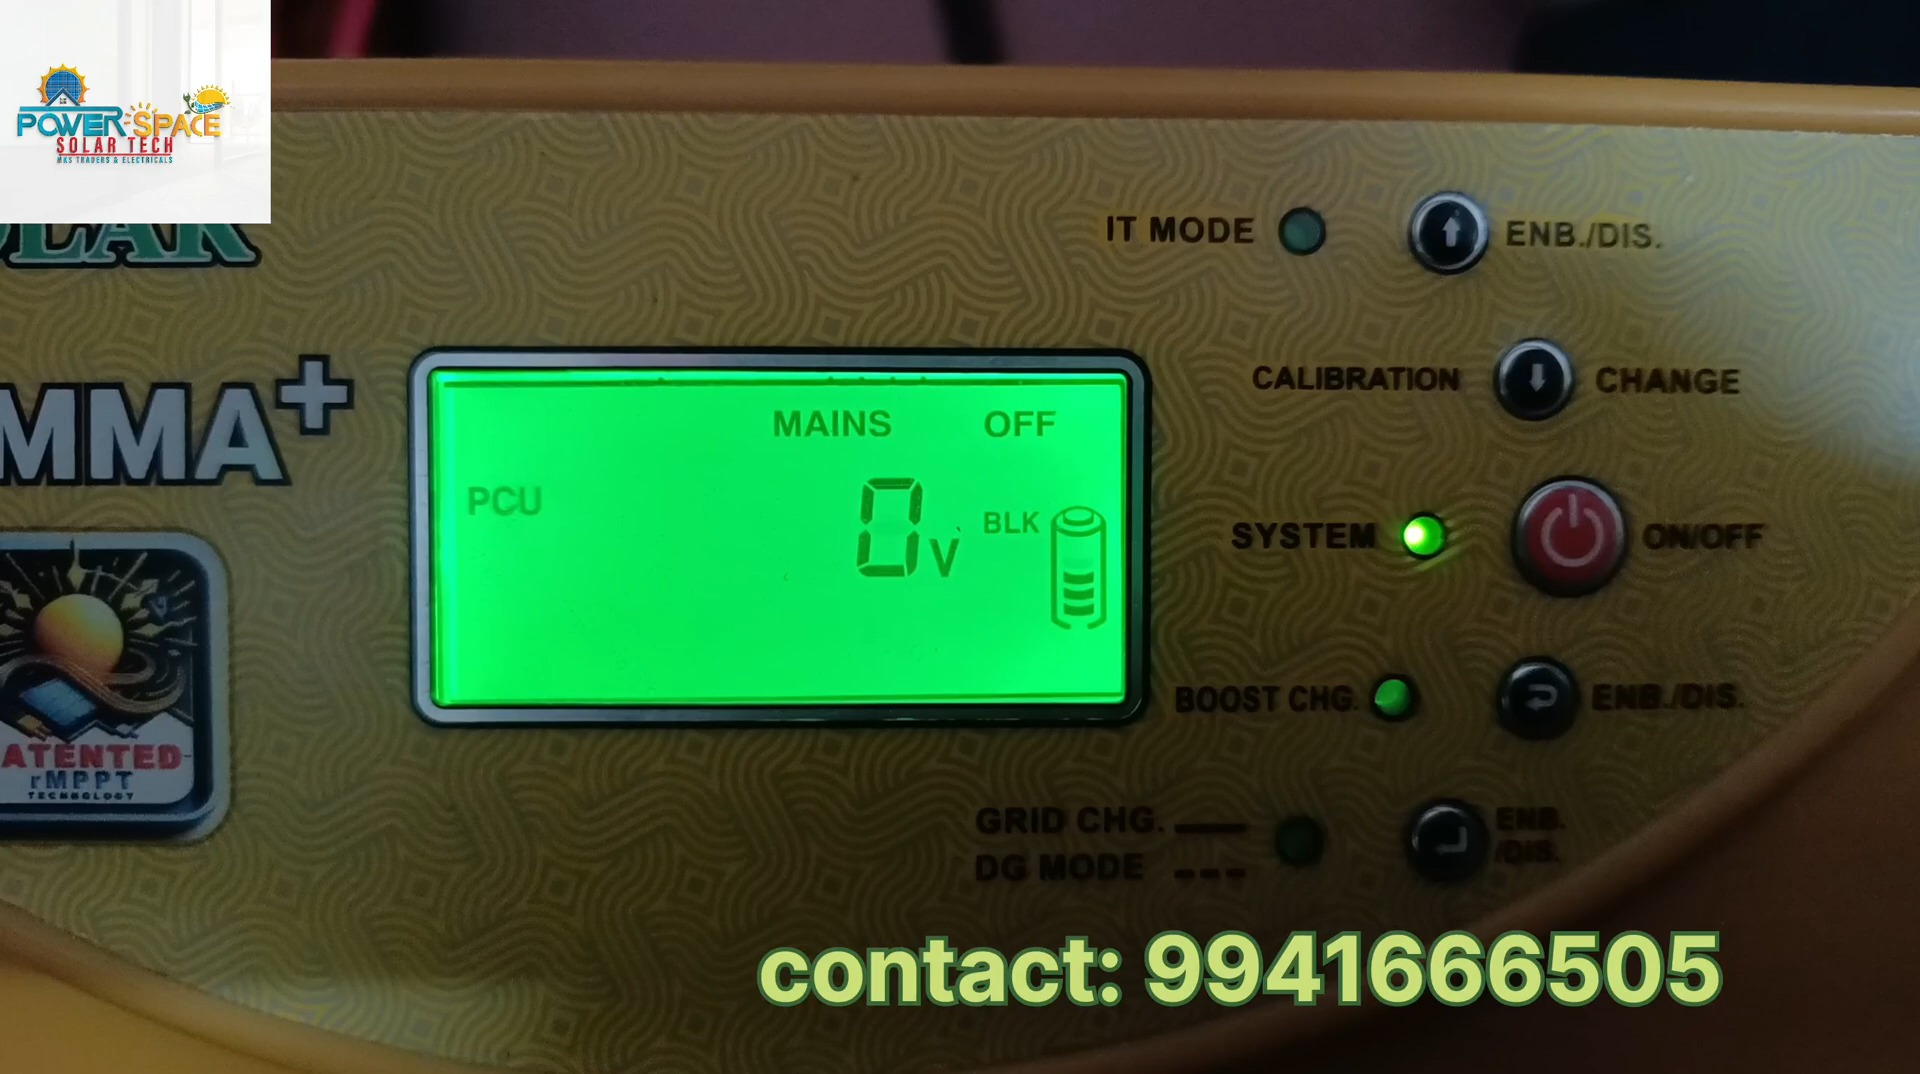 POWER SPACE
SOLAR TECH
MKS TRADERS & ELECTRICALS
IT MODE
ENB./DIS.
CALIBRATION
CHANGE
MMA+
MAINS OFF
PCU
0V
BLK
SYSTEM
ON/OFF
BOOST CHG.
ENB./DIS.
ATENTED
rMPPT
TECHNOLOGY
GRID CHG.
ENB.
/DIS.
DG MODE
contact: 9941666505